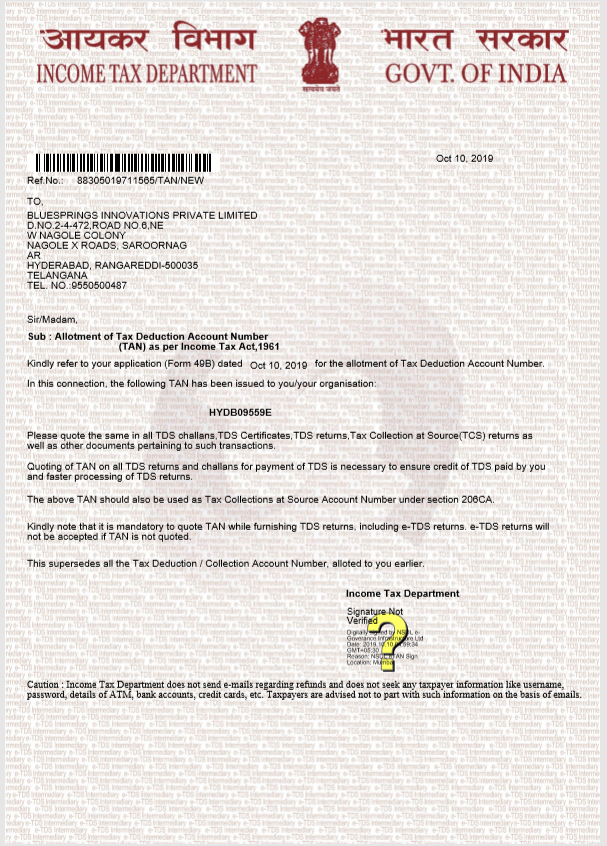 आयकर विभाग
INCOME TAX DEPARTMENT
सत्यमेव जयते
भारत सरकार
GOVT. OF INDIA
Oct 10, 2019
Ref.No.: 88305019711565/TAN/NEW
TO,
BLUESPRINGS INNOVATIONS PRIVATE LIMITED
D.NO.2-4-472,ROAD NO.6,NE
W NAGOLE COLONY
NAGOLE X ROADS, SAROORNAG
AR
HYDERABAD, RANGAREDDI-500035
TELANGANA
TEL. NO.:9550500487
Sir/Madam,
Sub : Allotment of Tax Deduction Account Number
(TAN) as per Income Tax Act,1961
Kindly refer to your application (Form 49B) dated Oct 10, 2019 for the allotment of Tax Deduction Account Number.
In this connection, the following TAN has been issued to you/your organisation:
HYDB09559E
Please quote the same in all TDS challans,TDS Certificates,TDS returns,Tax Collection at Source(TCS) returns as
well as other documents pertaining to such transactions.
Quoting of TAN on all TDS returns and challans for payment of TDS is necessary to ensure credit of TDS paid by you
and faster processing of TDS returns.
The above TAN should also be used as Tax Collections at Source Account Number under section 206CA.
Kindly note that it is mandatory to quote TAN while furnishing TDS returns, including e-TDS returns. e-TDS returns will
not be accepted if TAN is not quoted.
This supersedes all the Tax Deduction / Collection Account Number, alloted to you earlier.
Income Tax Department
Signature Not
Verified
Digitally signed by NSDL e-
Governance Infrastructure Ltd
Date: 2019.10.10 :59:34
GMT+05:30
Reason: NSDL TAN Sign
Location: Mumbai
Caution : Income Tax Department does not send e-mails regarding refunds and does not seek any taxpayer information like username,
password, details of ATM, bank accounts, credit cards, etc. Taxpayers are advised not to part with such information on the basis of emails.